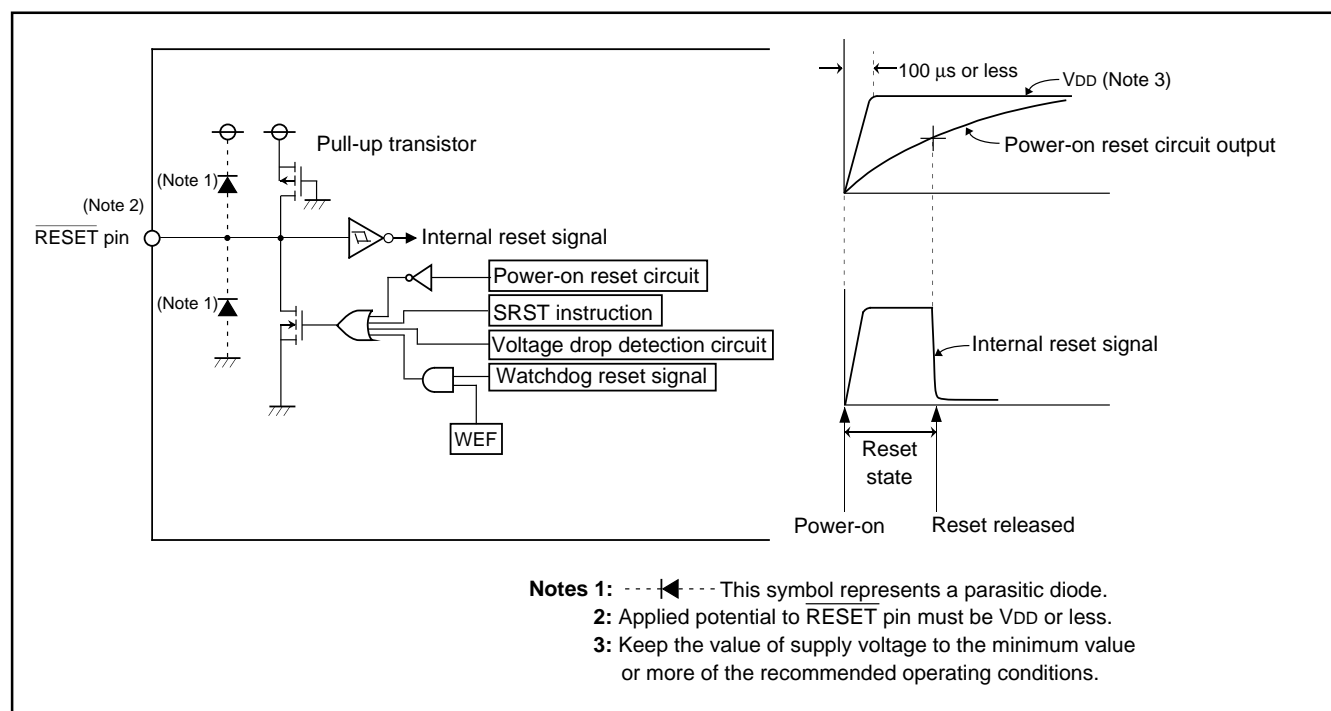 Pull-up transistor
(Note 1)
(Note 2)
RESET pin
Internal reset signal
(Note 1)
Power-on reset circuit
SRST instruction
Voltage drop detection circuit
Watchdog reset signal
WEF
100 µs or less
VDD (Note 3)
Power-on reset circuit output
Internal reset signal
Reset
state
Power-on
Reset released
Notes 1: This symbol represents a parasitic diode.
2: Applied potential to RESET pin must be VDD or less.
3: Keep the value of supply voltage to the minimum value
or more of the recommended operating conditions.